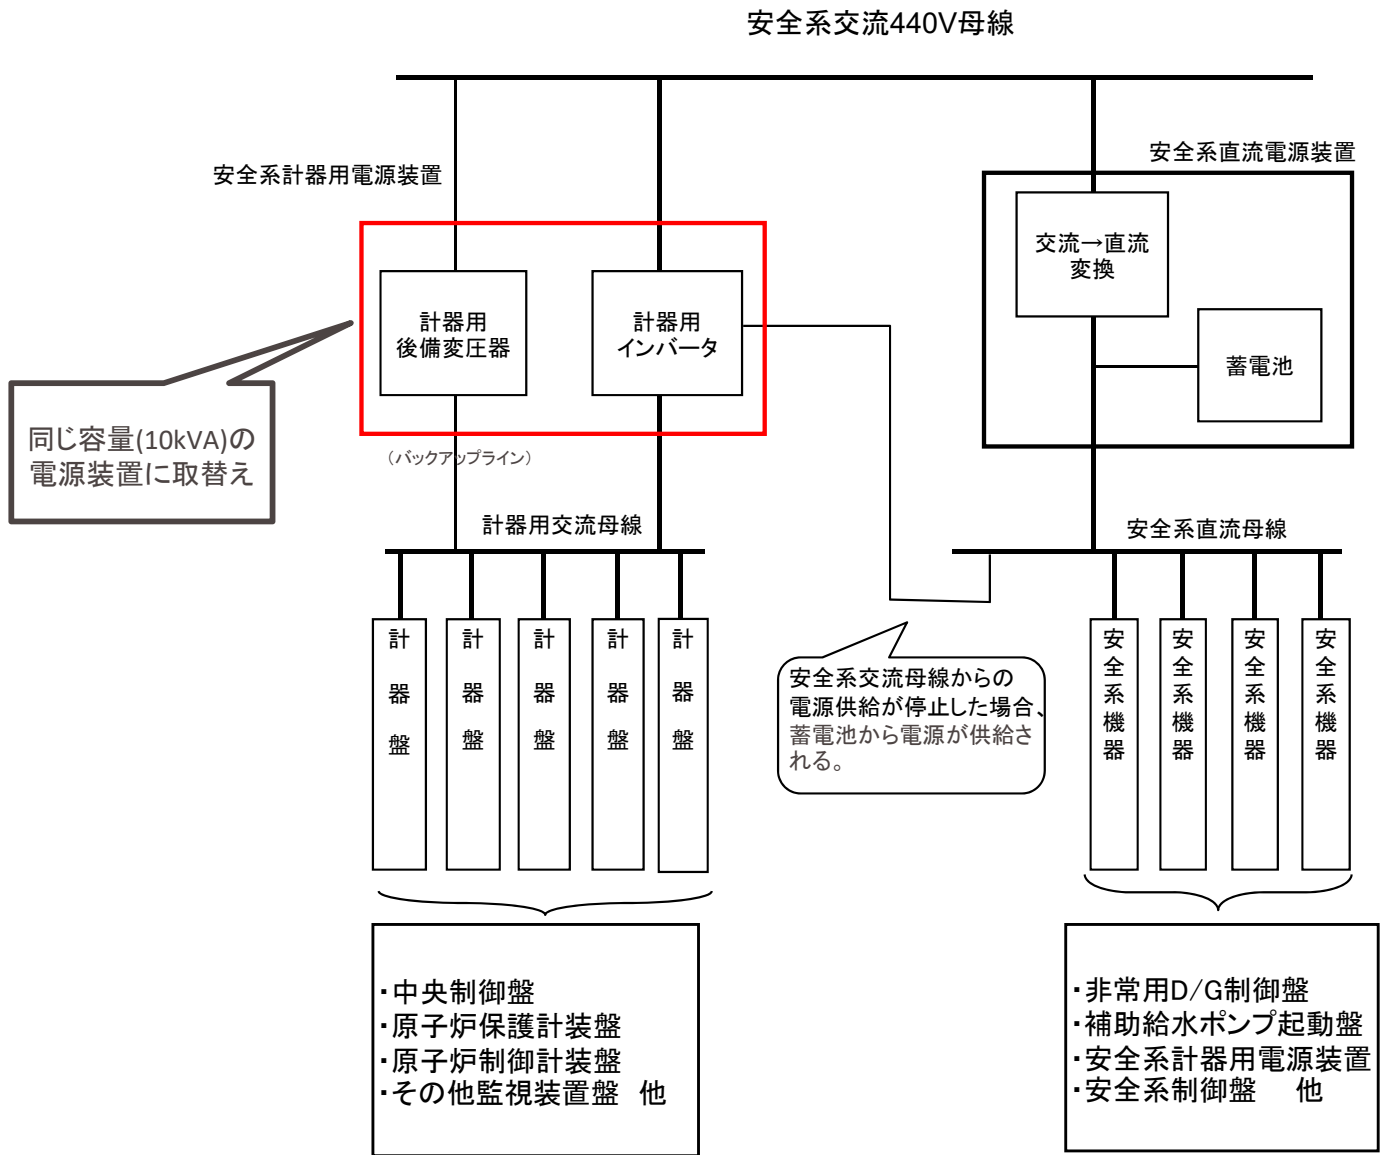 安全系交流440V母線
安全系計器用電源装置
安全系直流電源装置
交流→直流
変換
計器用
後備変圧器
計器用
インバータ
蓄電池
同じ容量(10kVA)の
電源装置に取替え
（バックアップライン）
計器用交流母線
安全系直流母線
計器盤
計器盤
計器盤
計器盤
計器盤
安全系交流母線からの
電源供給が停止した場合、
蓄電池から電源が供給さ
れる。
安全系機器
安全系機器
安全系機器
安全系機器
・中央制御盤
・原子炉保護計装盤
・原子炉制御計装盤
・その他監視装置盤　他
・非常用D/G制御盤
・補助給水ポンプ起動盤
・安全系計器用電源装置
・安全系制御盤　他